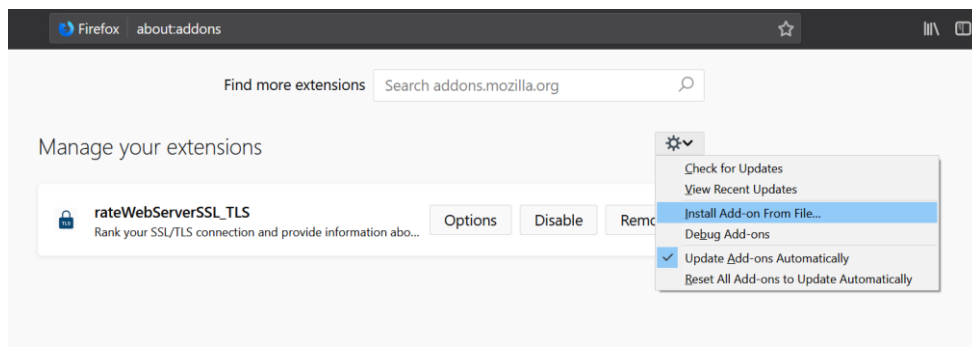 Firefox about:addons
Find more extensions Search addons.mozilla.org
Manage your extensions
Check for Updates
View Recent Updates
Install Add-on From File...
Debug Add-ons
Update Add-ons Automatically
Reset All Add-ons to Update Automatically
TLS
rateWebServerSSL_TLS
Rank your SSL/TLS connection and provide information abo...
Options Disable